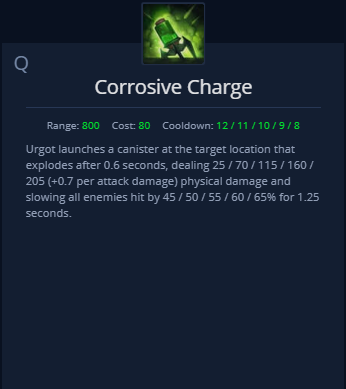 Q
Corrosive Charge
Range: 800 Cost: 80 Cooldown: 12 / 11 / 10 / 9 / 8
Urgot launches a canister at the target location that
explodes after 0.6 seconds, dealing 25 / 70 / 115 / 160 /
205 (+0.7 per attack damage) physical damage and
slowing all enemies hit by 45 / 50 / 55 / 60 / 65% for 1.25
seconds.